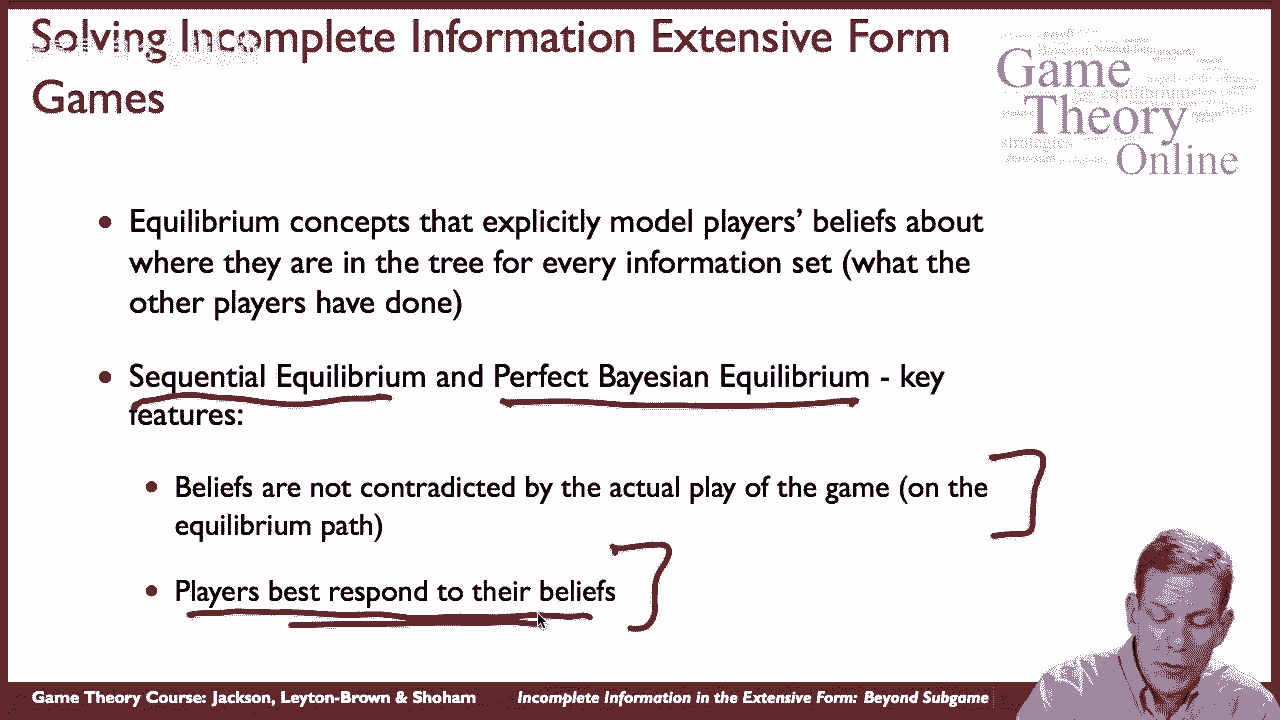 Solving Incomplete Information Extensive Form
Games
Game
Theory
Online
strategies
• Equilibrium concepts that explicitly model players’ beliefs about
where they are in the tree for every information set (what the
other players have done)
• Sequential Equilibrium and Perfect Bayesian Equilibrium - key
features:
• Beliefs are not contradicted by the actual play of the game (on the
equilibrium path)
• Players best respond to their beliefs
Game Theory Course: Jackson, Leyton-Brown & Shoham
Incomplete Information in the Extensive Form: Beyond Subgame